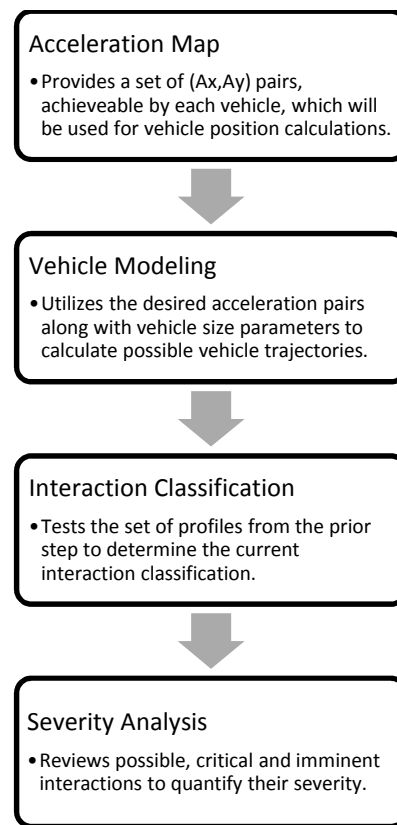 Acceleration Map
•Provides a set of (Ax,Ay) pairs,
achieveable by each vehicle, which will
be used for vehicle position calculations.
Vehicle Modeling
•Utilizes the desired acceleration pairs
along with vehicle size parameters to
calculate possible vehicle trajectories.
Interaction Classification
•Tests the set of profiles from the prior
step to determine the current
interaction classification.
Severity Analysis
•Reviews possible, critical and imminent
interactions to quantify their severity.